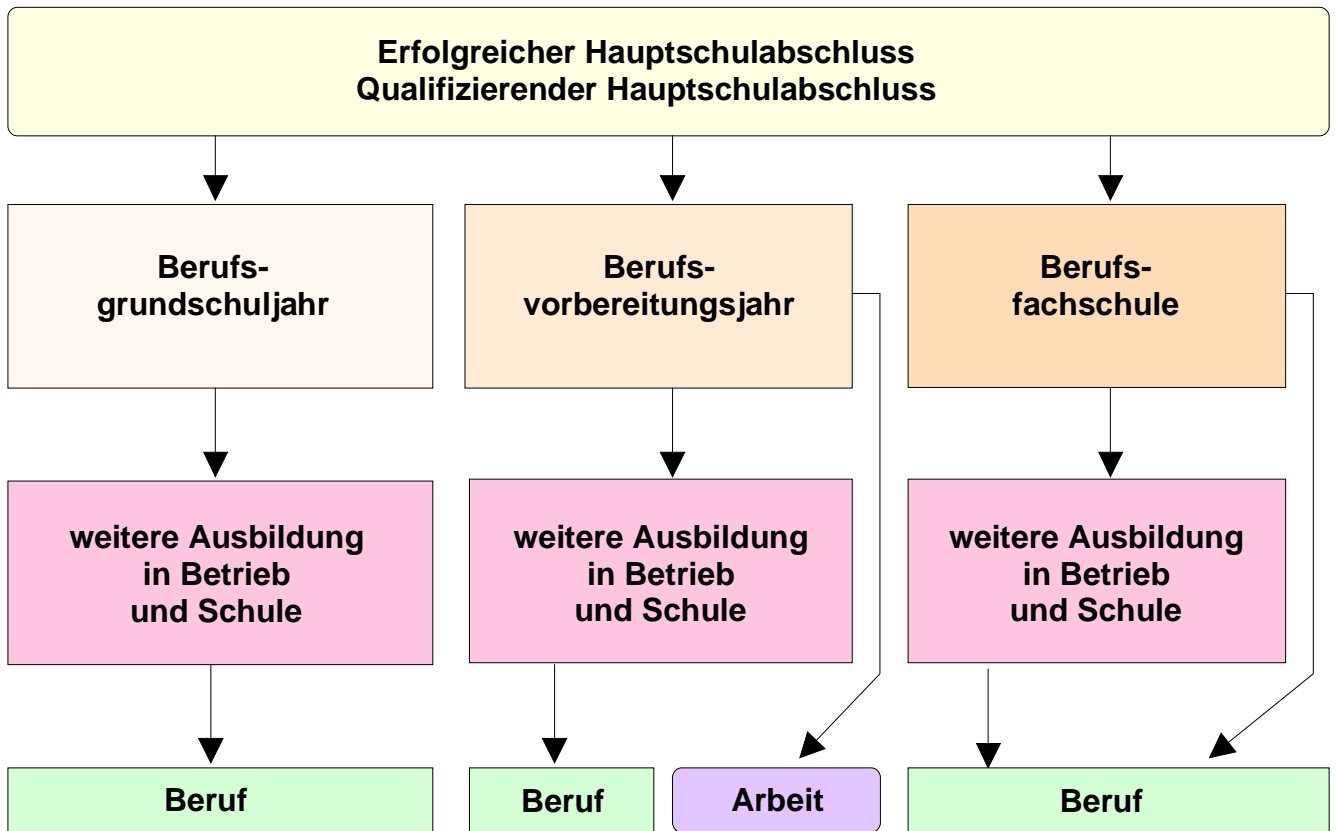 Erfolgreicher Hauptschulabschluss
Qualifizierender Hauptschulabschluss
Berufs-
grundschuljahr
Berufs-
vorbereitungsjahr
Berufs-
fachschule
weitere Ausbildung
in Betrieb
und Schule
weitere Ausbildung
in Betrieb
und Schule
weitere Ausbildung
in Betrieb
und Schule
Beruf
Beruf
Arbeit
Beruf